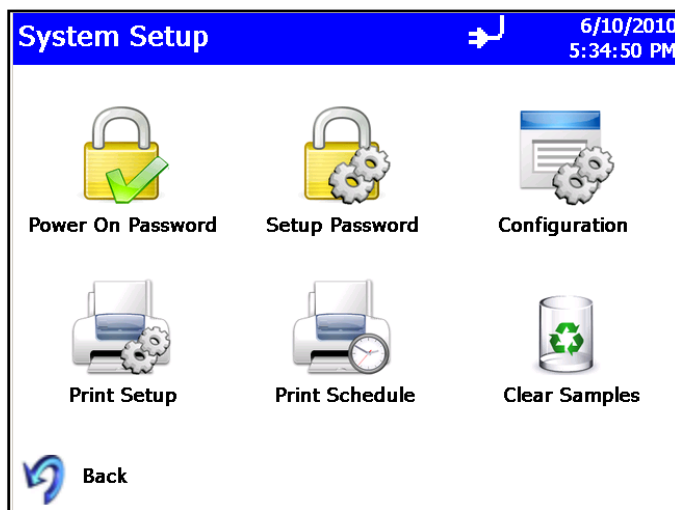 System Setup
6/10/2010
5:34:50 PM
Power On Password
Setup Password
Configuration
Print Setup
Print Schedule
Clear Samples
Back